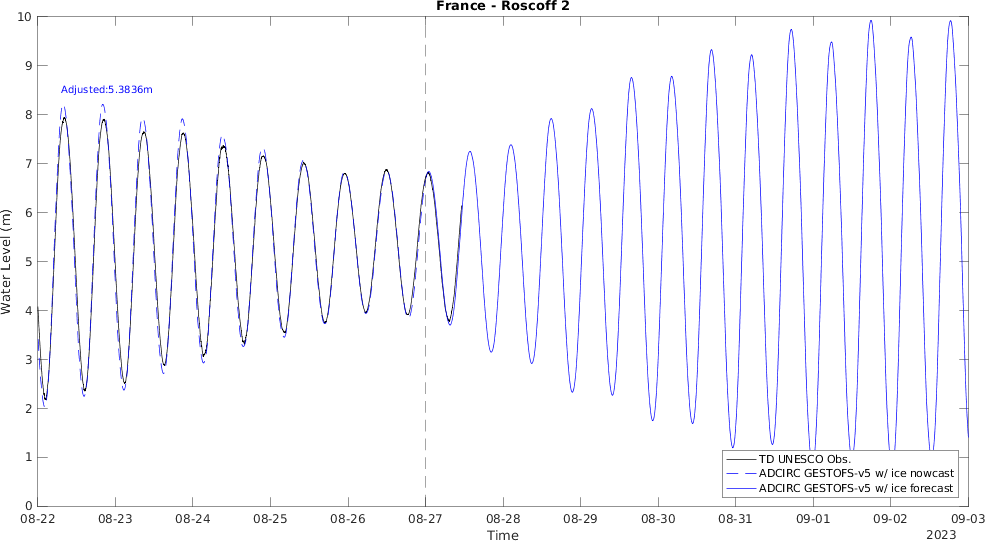 France - Roscoff 2
10
9
8
7
6
5
4
3
2
1
0
Water Level (m)
Adjusted:5.3836m
TD UNESCO Obs.
ADCIRC GESTOFS-v5 w/ ice nowcast
ADCIRC GESTOFS-v5 w/ ice forecast
08-22 08-23 08-24 08-25 08-26 08-27 08-28 08-29 08-30 08-31 09-01 09-02 09-03
Time
2023